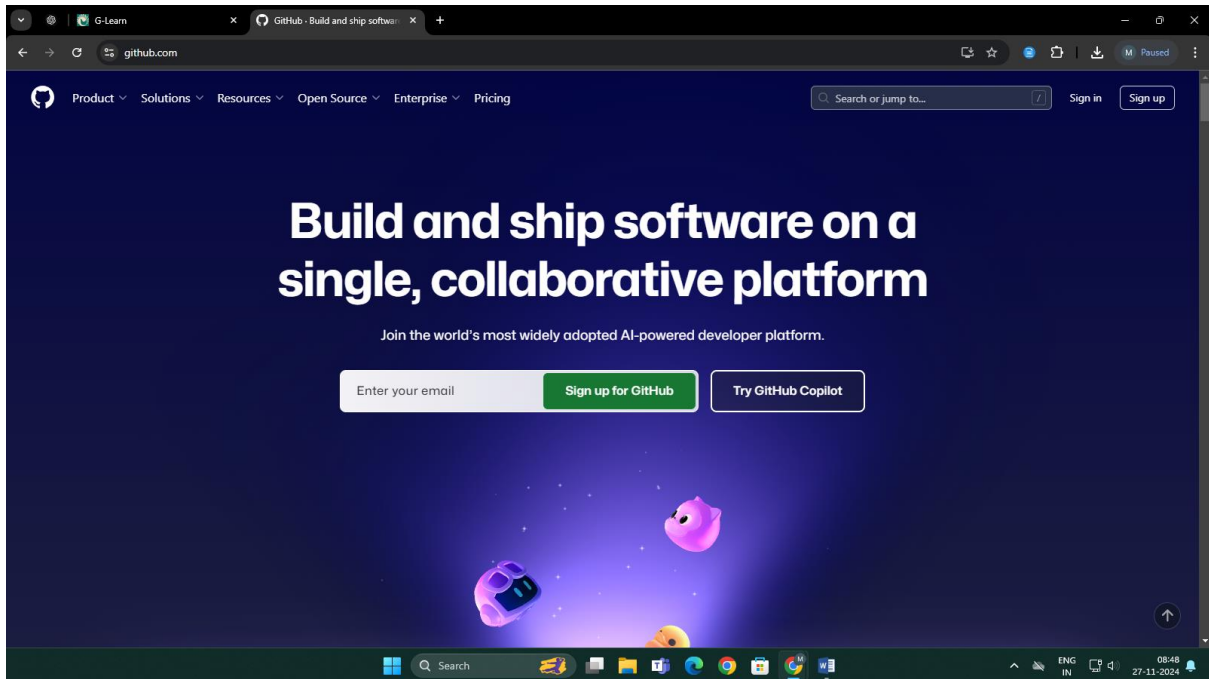 G-Learn
GitHub · Build and ship softwar
github.com
M Paused
Product Solutions Resources Open Source Enterprise Pricing
Search or jump to... /
Sign in
Sign up
Build and ship software on a
single, collaborative platform
Join the world's most widely adopted AI-powered developer platform.
Enter your email
Sign up for GitHub
Try GitHub Copilot
Search
ENG
IN
08:48
27-11-2024